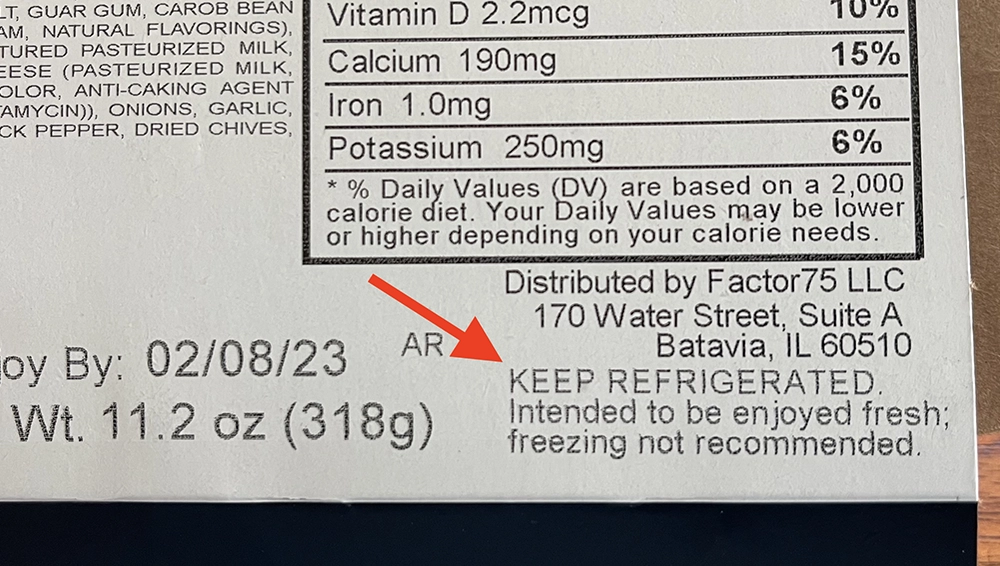 LT, GUAR GUM, CAROB BEAN
AM, NATURAL FLAVORINGS),
TURED PASTEURIZED MILK,
EESE (PASTEURIZED MILK,
OLOR, ANTI-CAKING AGENT
TAMYCIN)), ONIONS, GARLIC,
CK PEPPER, DRIED CHIVES,
Vitamin D 2.2mcg 10%
Calcium 190mg 15%
Iron 1.0mg 6%
Potassium 250mg 6%
* % Daily Values (DV) are based on a 2,000
calorie diet. Your Daily Values may be lower
or higher depending on your calorie needs.
Distributed by Factor75 LLC
170 Water Street, Suite A
Batavia, IL 60510
AR
KEEP REFRIGERATED.
Intended to be enjoyed fresh;
freezing not recommended.
joy By: 02/08/23
Wt. 11.2 oz (318g)